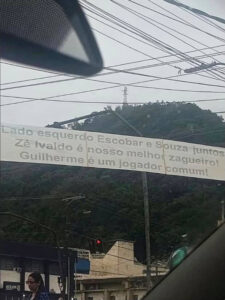 Lado esquerdo Escobar e Souza juntos
Zé Ivaldo é nosso melhor zagueiro!
Guilherme é um jogador comum!